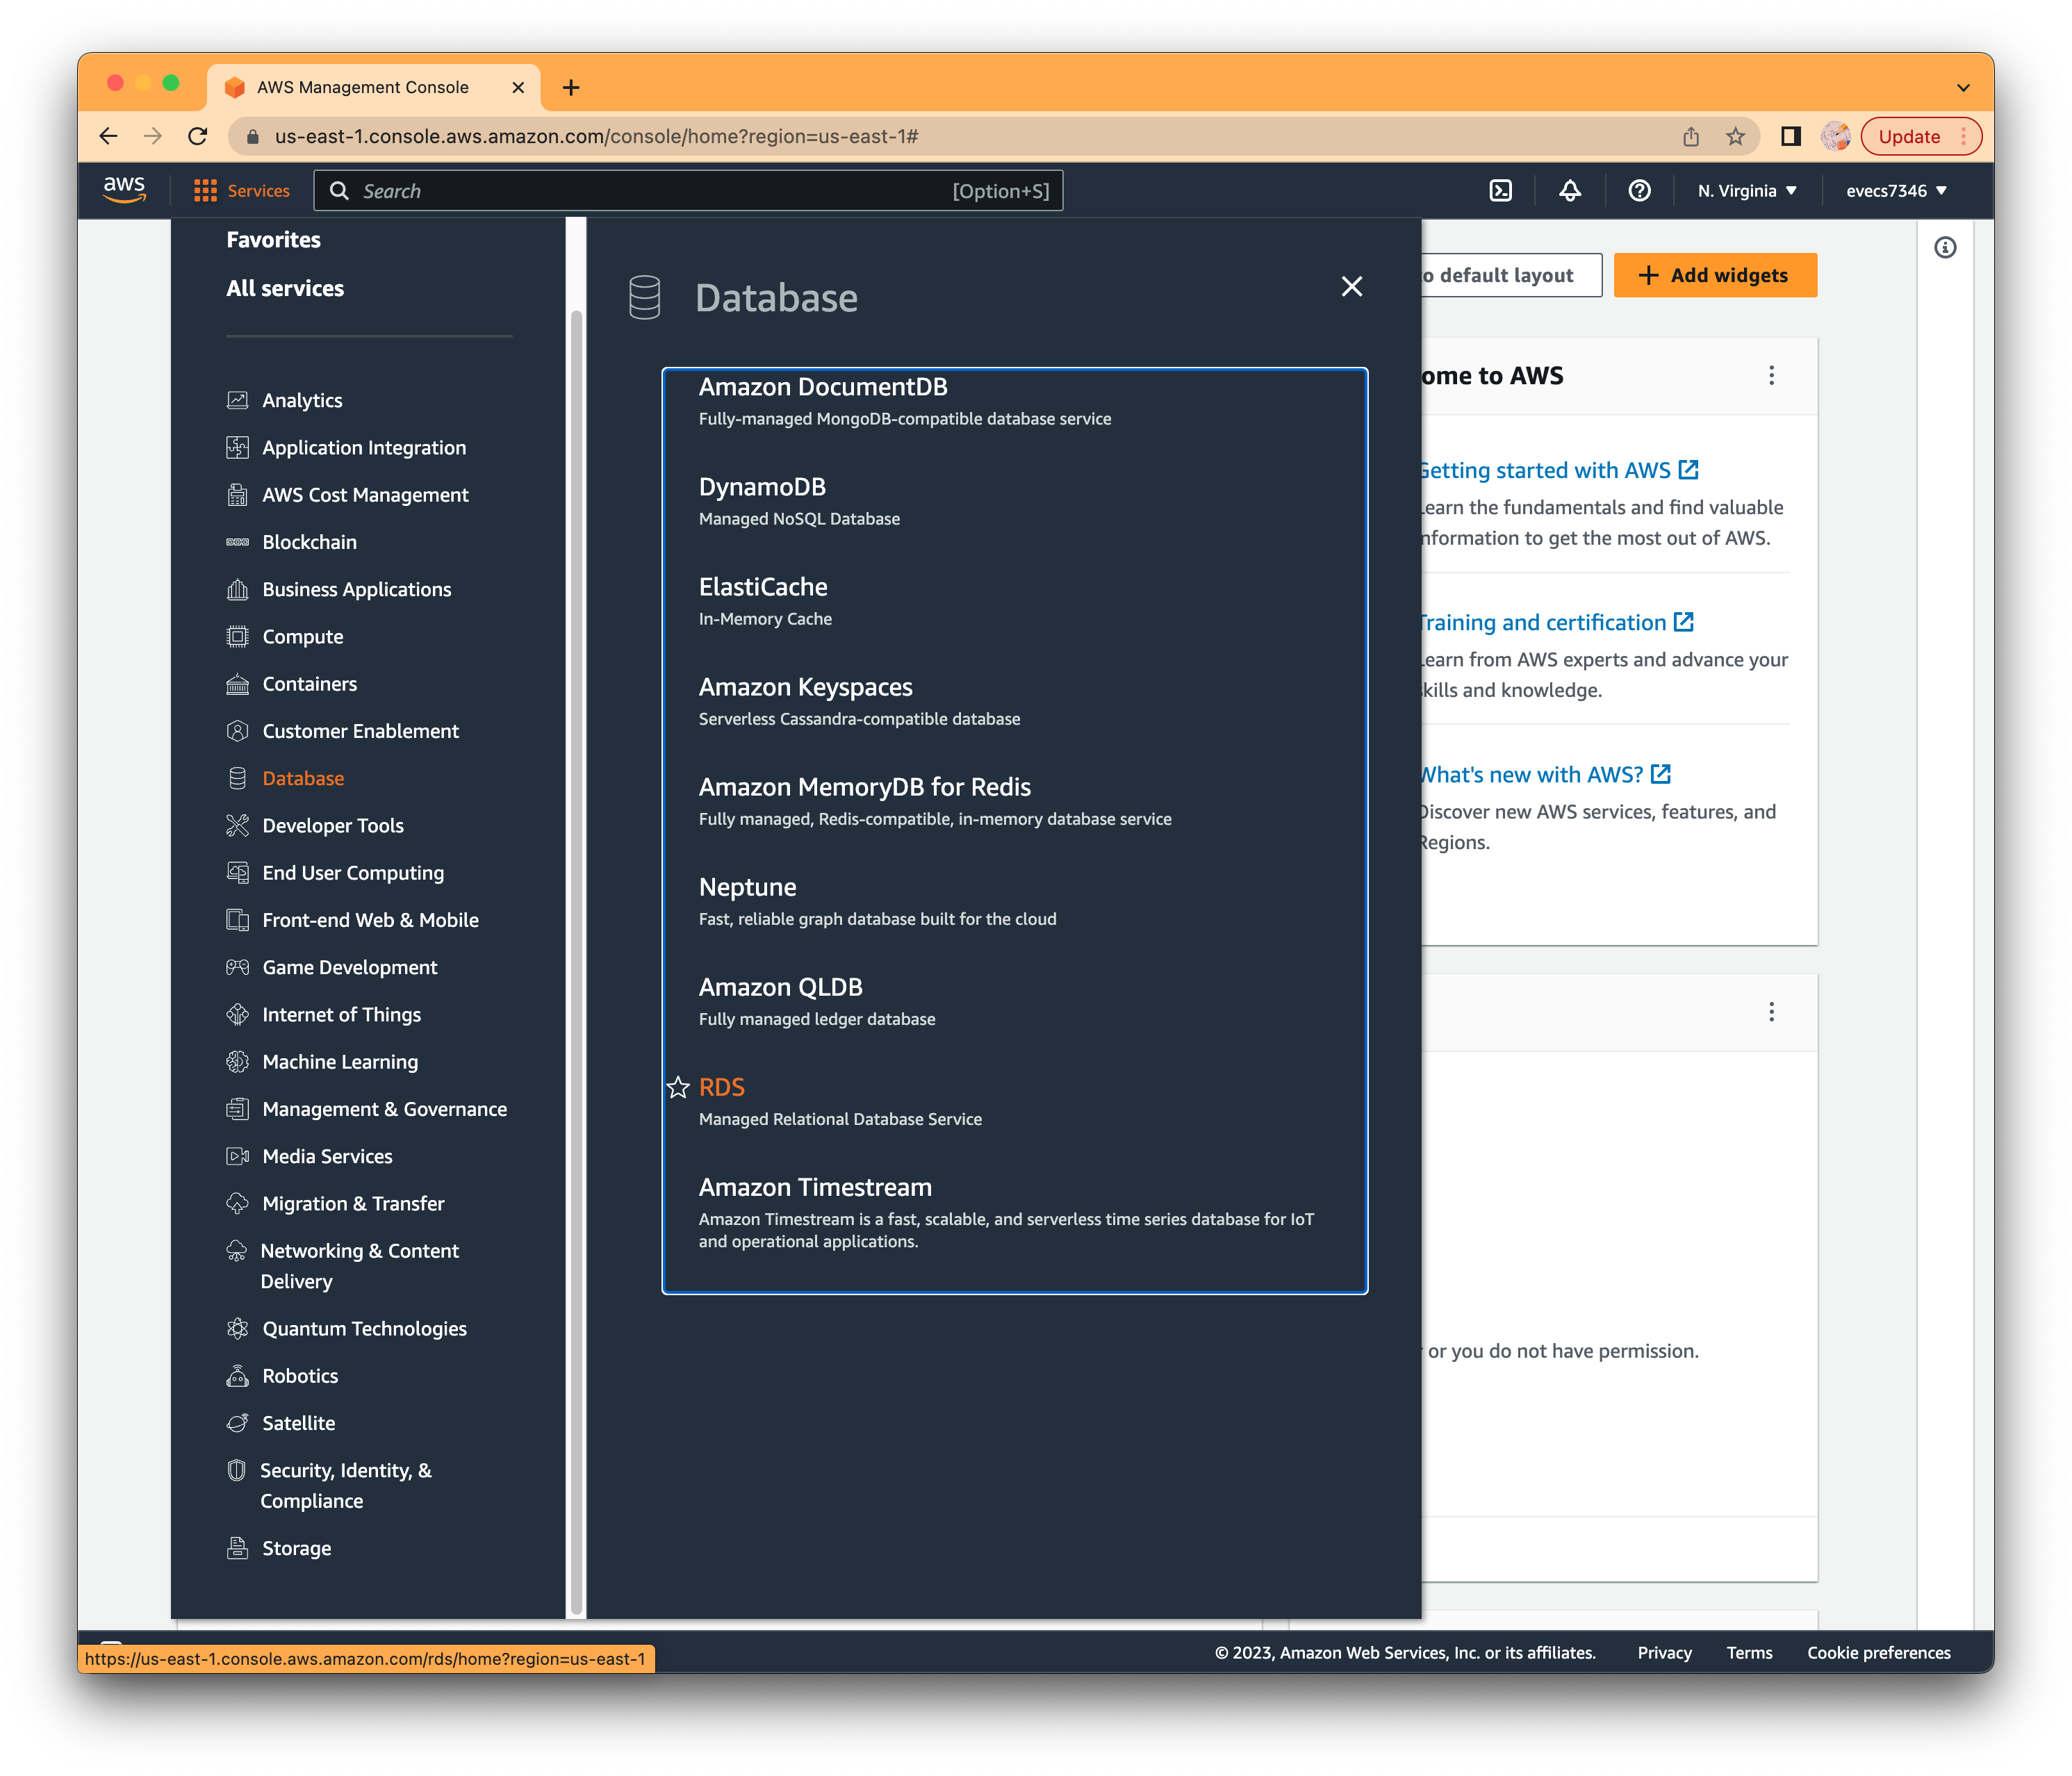 AWS Management Console
us-east-1.console.aws.amazon.com/console/home?region=us-east-1#
Update
aws
Services
Search
[Option+S]
N. Virginia
evecs7346
Favorites
All services
Analytics
Application Integration
AWS Cost Management
Blockchain
Business Applications
Compute
Containers
Customer Enablement
Database
Developer Tools
End User Computing
Front-end Web & Mobile
Game Development
Internet of Things
Machine Learning
Management & Governance
Media Services
Migration & Transfer
Networking & Content
Delivery
Quantum Technologies
Robotics
Satellite
Security, Identity, &
Compliance
Storage
Database
Amazon DocumentDB
Fully-managed MongoDB-compatible database service
DynamoDB
Managed NoSQL Database
ElastiCache
In-Memory Cache
Amazon Keyspaces
Serverless Cassandra-compatible database
Amazon MemoryDB for Redis
Fully managed, Redis-compatible, in-memory database service
Neptune
Fast, reliable graph database built for the cloud
Amazon QLDB
Fully managed ledger database
RDS
Managed Relational Database Service
Amazon Timestream
Amazon Timestream is a fast, scalable, and serverless time series database for IoT
and operational applications.
default layout
Add widgets
ome to AWS
Getting started with AWS
Learn the fundamentals and find valuable
information to get the most out of AWS.
Training and certification
Learn from AWS experts and advance your
skills and knowledge.
What's new with AWS?
Discover new AWS services, features, and
Regions.
or you do not have permission.
https://us-east-1.console.aws.amazon.com/rds/home?region=us-east-1
© 2023, Amazon Web Services, Inc. or its affiliates.
Privacy
Terms
Cookie preferences